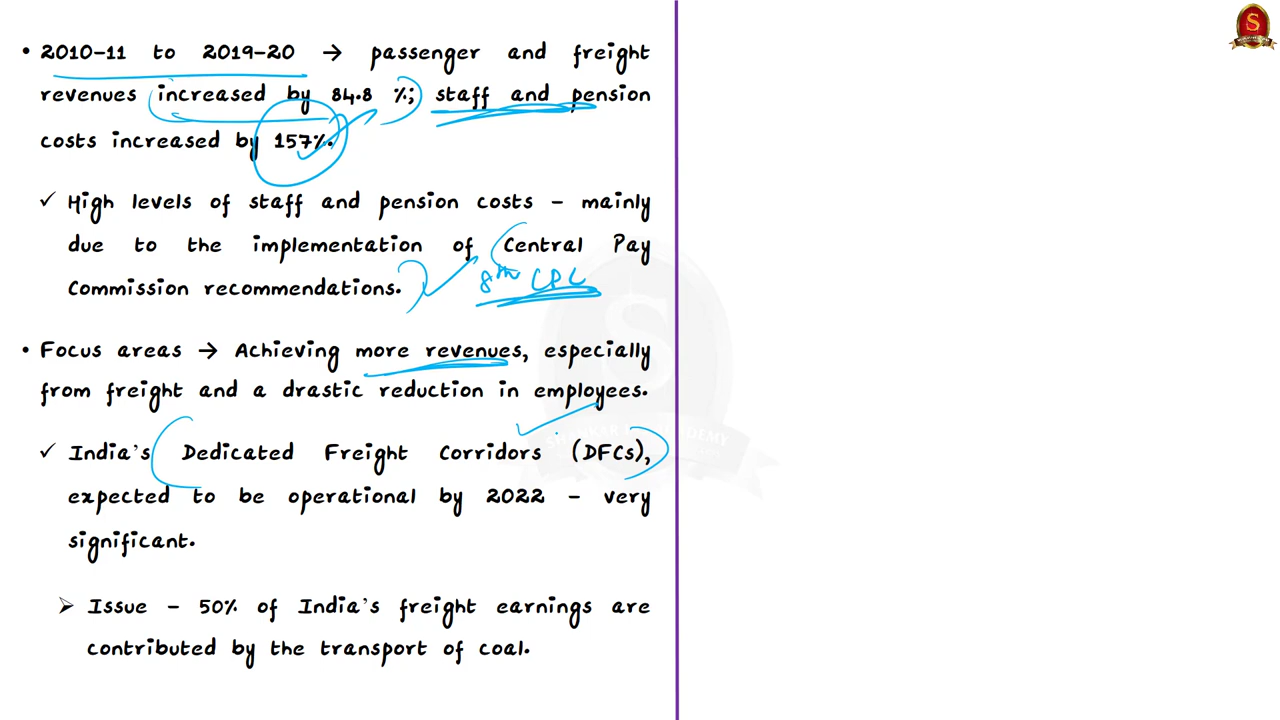 • 2010-11 to 2019-20 → passenger and freight
revenues increased by 84.8 %; staff and pension
costs increased by 157%.
✓ High levels of staff and pension costs – mainly
due to the implementation of Central Pay
8th CPC
Commission recommendations.
• Focus areas → Achieving more revenues, especially
from freight and a drastic reduction in employees.
✓ India's Dedicated Freight Corridors (DFCs),
expected to be operational by 2022 – very
significant.
➢ Issue – 50% of India's freight earnings are
contributed by the transport of coal.
S